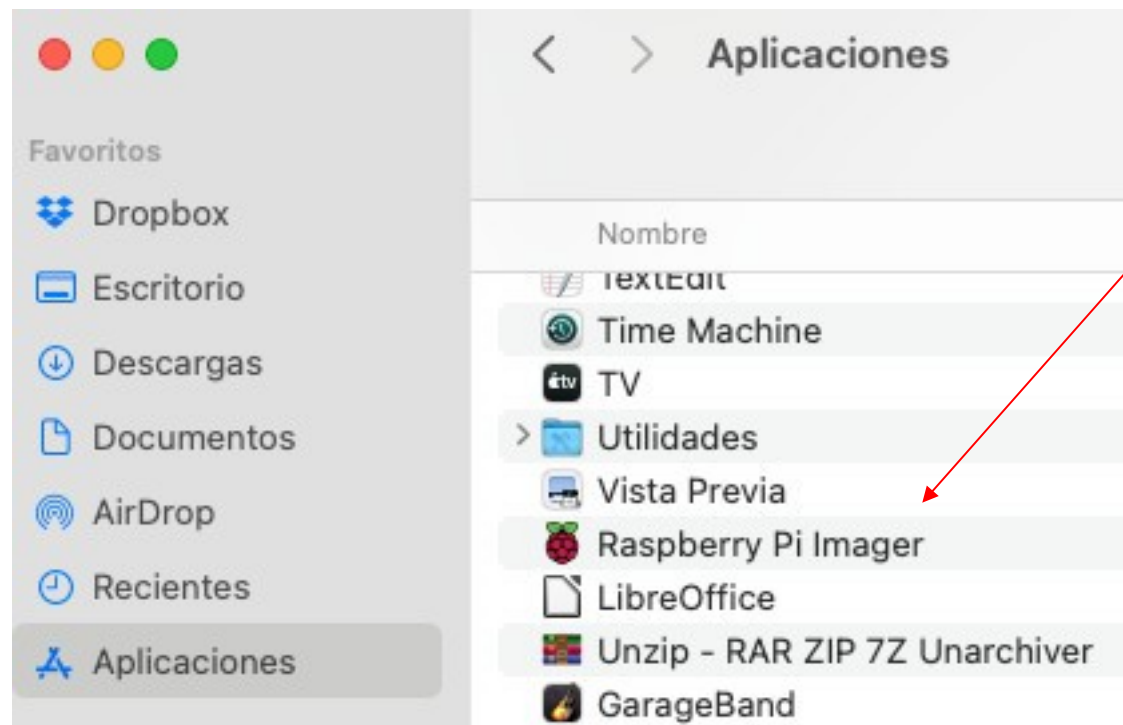 Aplicaciones
Favoritos
Dropbox
Escritorio
Descargas
Documentos
AirDrop
Recientes
Aplicaciones
Nombre
TextEdit
Time Machine
tv TV
Utilidades
Vista Previa
Raspberry Pi Imager
LibreOffice
Unzip - RAR ZIP 7Z Unarchiver
GarageBand